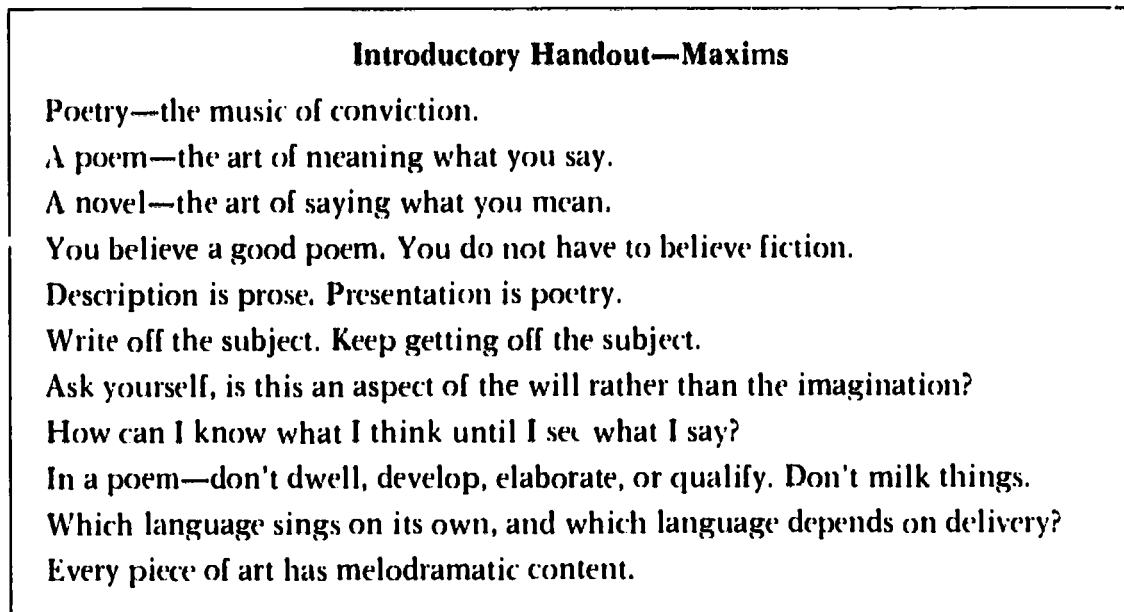 Introductory Handout—Maxims
Poetry—the music of conviction.
A poem—the art of meaning what you say.
A novel—the art of saying what you mean.
You believe a good poem. You do not have to believe fiction.
Description is prose. Presentation is poetry.
Write off the subject. Keep getting off the subject.
Ask yourself, is this an aspect of the will rather than the imagination?
How can I know what I think until I see what I say?
In a poem—don't dwell, develop, elaborate, or qualify. Don't milk things.
Which language sings on its own, and which language depends on delivery?
Every piece of art has melodramatic content.